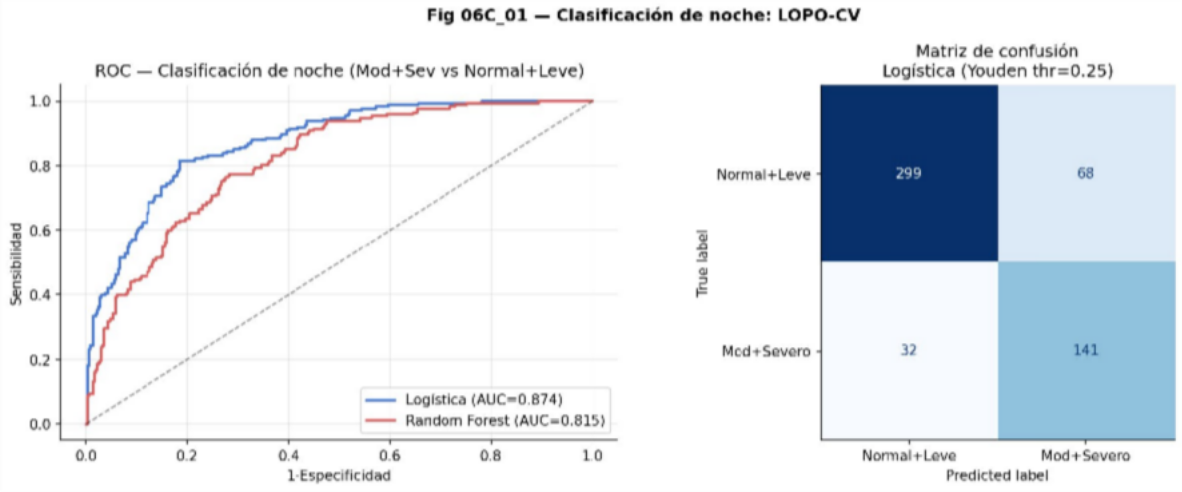 Fig 06C_01 — Clasificación de noche: LOPO-CV
ROC — Clasificación de noche (Mod+Sev vs Normal+Leve)
1.0
0.8
0.6
0.4
0.2
0.0
Sensibilidad
0.0 0.2 0.4 0.6 0.8 1.0
1-Especificidad
Logística (AUC=0.874)
Random Forest (AUC=0.815)
Matriz de confusión
Logística (Youden thr=0.25)
True label
Normal+Leve
299 68
Mod+Severo
32 141
Normal+Leve Mod+Severo
Predicted label